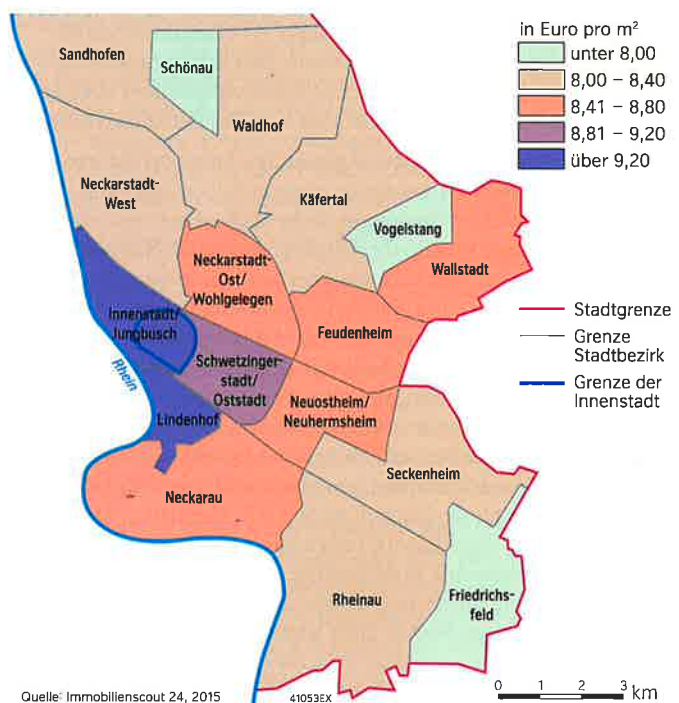 in Euro pro m²
unter 8,00
8,00 – 8,40
8,41 – 8,80
8,81 – 9,20
über 9,20
Sandhofen
Schönau
Waldhof
Neckarstadt-
West
Käfertal
Vogelstang
Wallstadt
Neckarstadt-
Ost/
Wohlgelegen
Innenstadt/
Jungbusch
Feudenheim
Schwetzinger-
stadt/
Oststadt
Rhein
Neuostheim/
Neuhermsheim
Lindenhof
Seckenheim
Neckarau
Rheinau
Friedrichs-
feld
Stadtgrenze
Grenze
Stadtbezirk
Grenze der
Innenstadt
Quelle: Immobilienscout 24, 2015
41053EX
0 1 2 3 km